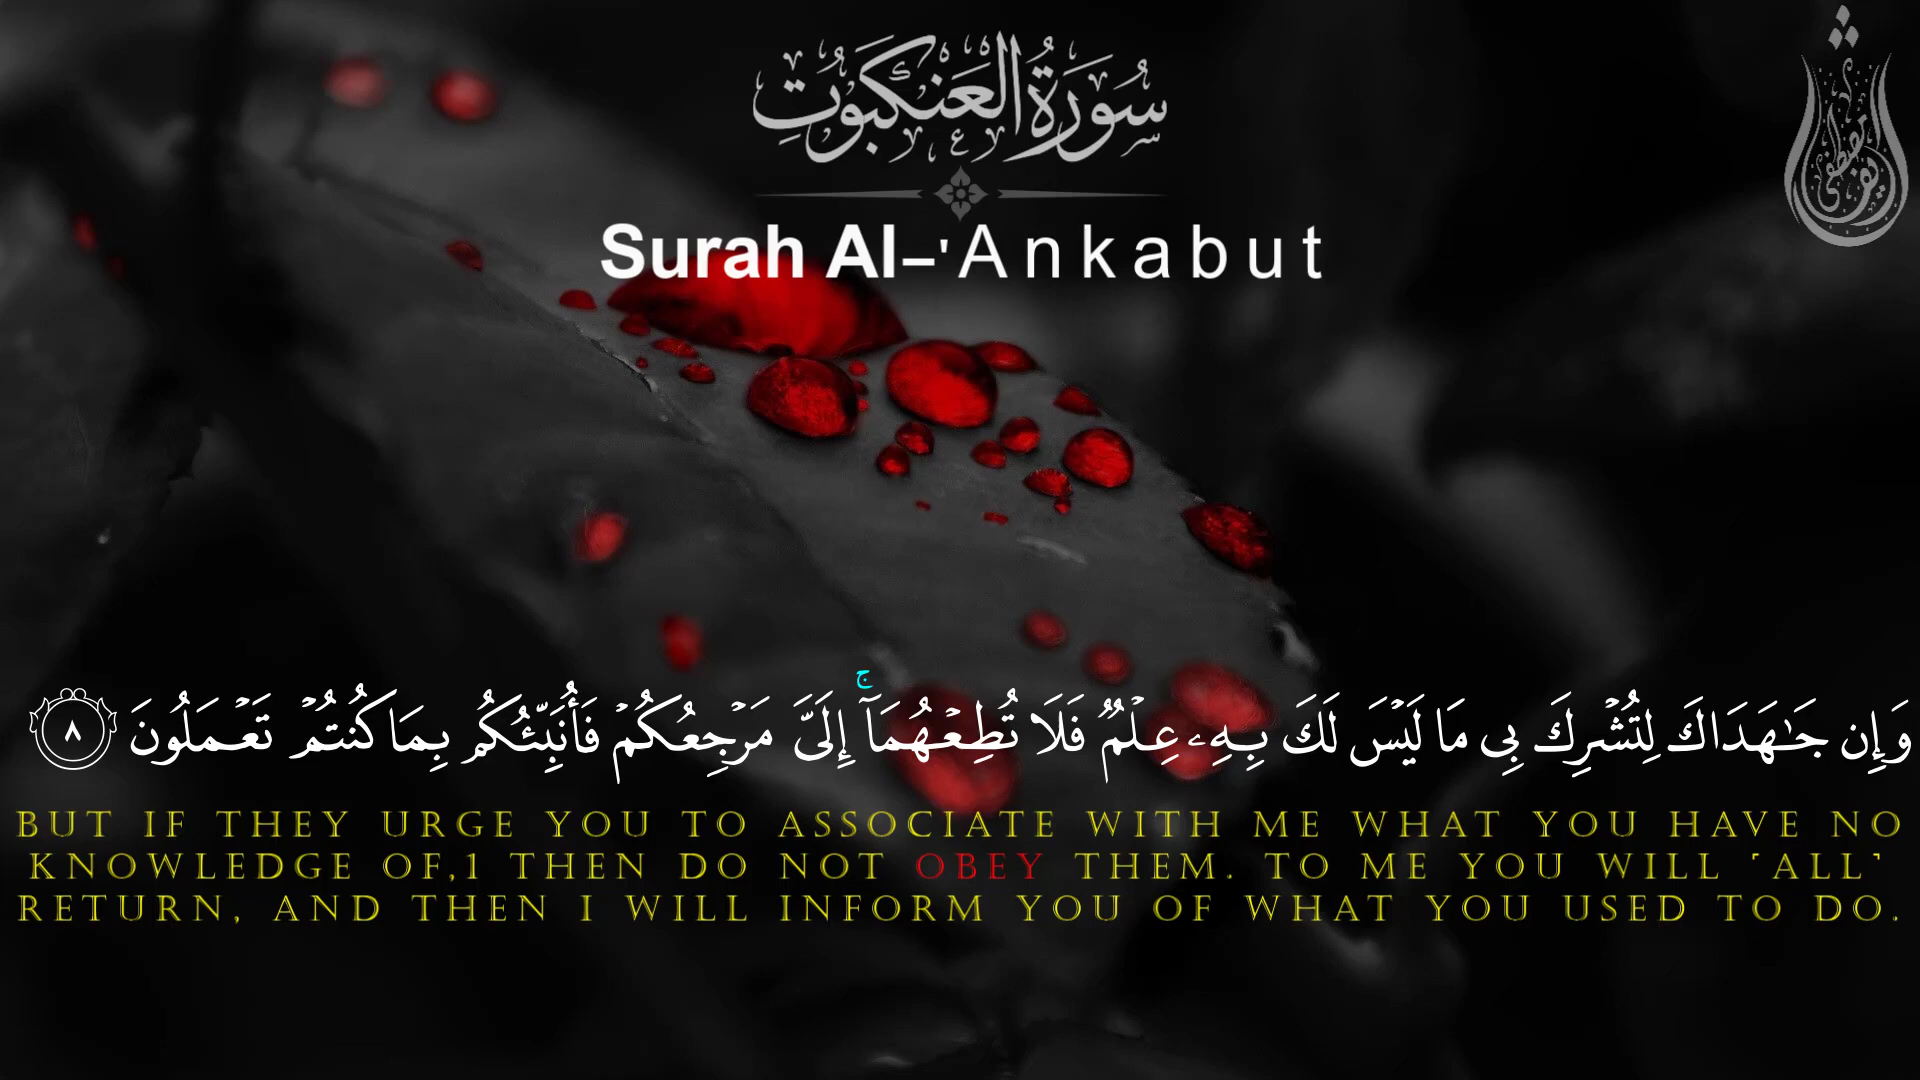 سُورَةُ الْعَنْكَبُوتِ
Surah Al-'Ankabut
وَإِن جَـٰهَدَاكَ لِتُشْرِكَ بِى مَا لَيْسَ لَكَ بِهِۦ عِلْمٌ فَلَا تُطِعْهُمَآ ۚ إِلَىَّ مَرْجِعُكُمْ فَأُنَبِّئُكُم بِمَا كُنتُمْ تَعْمَلُونَ ٨
BUT IF THEY URGE YOU TO ASSOCIATE WITH ME WHAT YOU HAVE NO
KNOWLEDGE OF,1 THEN DO NOT OBEY THEM. TO ME YOU WILL ˹ALL˺
RETURN, AND THEN I WILL INFORM YOU OF WHAT YOU USED TO DO.